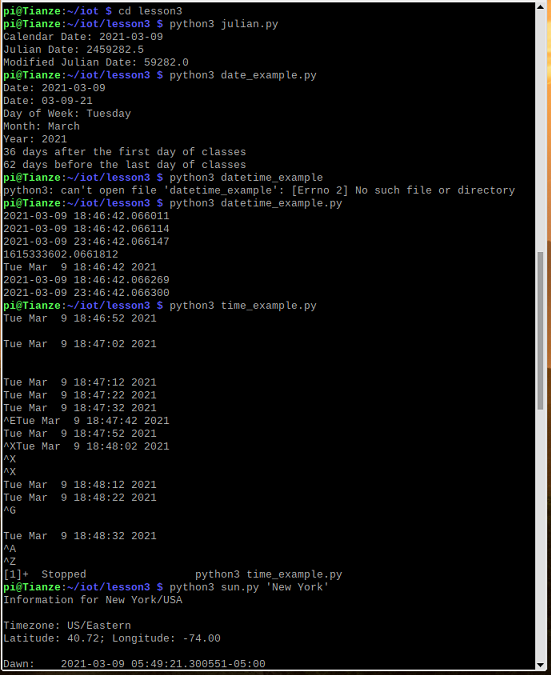 pi@Tianze:~/iot $ cd lesson3
pi@Tianze:~/iot/lesson3 $ python3 julian.py
Calendar Date: 2021-03-09
Julian Date: 2459282.5
Modified Julian Date: 59282.0
pi@Tianze:~/iot/lesson3 $ python3 date_example.py
Date: 2021-03-09
Date: 03-09-21
Day of Week: Tuesday
Month: March
Year: 2021
36 days after the first day of classes
62 days before the last day of classes
pi@Tianze:~/iot/lesson3 $ python3 datetime_example
python3: can't open file 'datetime_example': [Errno 2] No such file or directory
pi@Tianze:~/iot/lesson3 $ python3 datetime_example.py
2021-03-09 18:46:42.066011
2021-03-09 18:46:42.066114
2021-03-09 23:46:42.066147
1615333602.0661812
Tue Mar  9 18:46:42 2021
2021-03-09 18:46:42.066269
2021-03-09 23:46:42.066300
pi@Tianze:~/iot/lesson3 $ python3 time_example.py
Tue Mar  9 18:46:52 2021
Tue Mar  9 18:47:02 2021
Tue Mar  9 18:47:12 2021
Tue Mar  9 18:47:22 2021
Tue Mar  9 18:47:32 2021
^ETue Mar  9 18:47:42 2021
Tue Mar  9 18:47:52 2021
^XTue Mar  9 18:48:02 2021
^X
^X
Tue Mar  9 18:48:12 2021
Tue Mar  9 18:48:22 2021
^G
Tue Mar  9 18:48:32 2021
^A
^Z
[1]+  Stopped                 python3 time_example.py
pi@Tianze:~/iot/lesson3 $ python3 sun.py 'New York'
Information for New York/USA
Timezone: US/Eastern
Latitude: 40.72; Longitude: -74.00
Dawn:    2021-03-09 05:49:21.300551-05:00